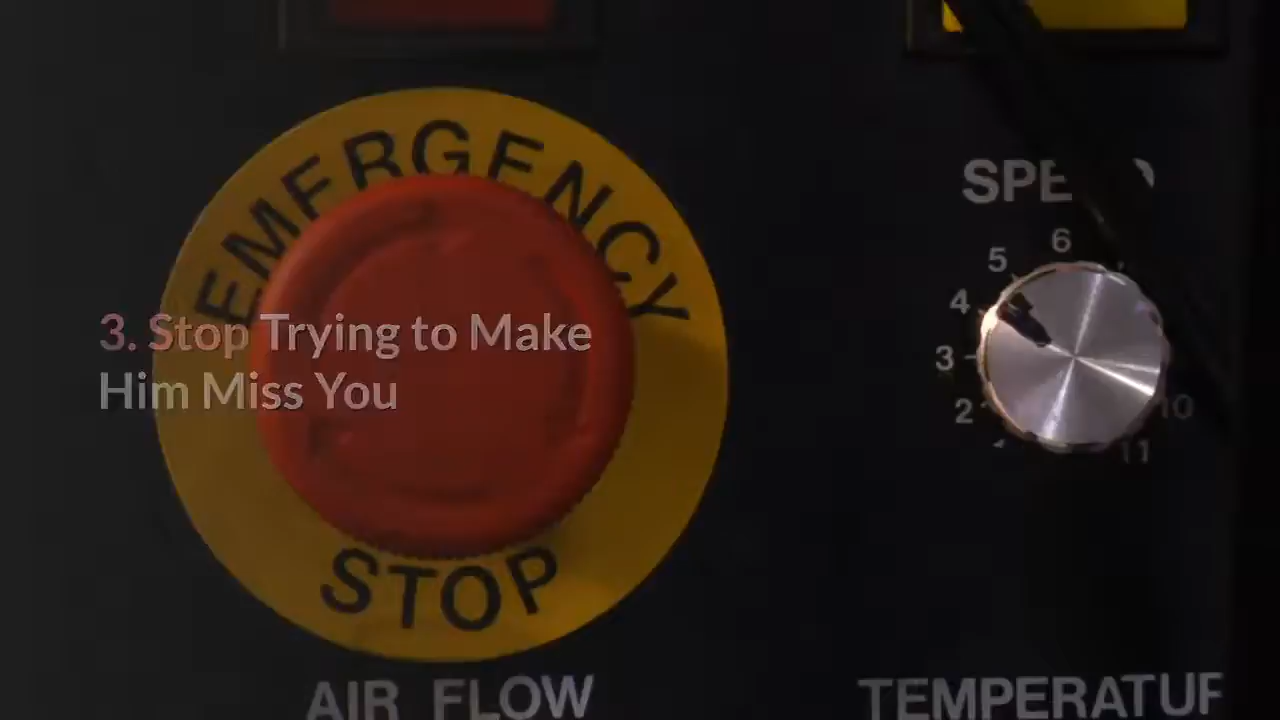 EMERGENCY
STOP
3. Stop Trying to Make
Him Miss You
6
5
4
3
2
10
11
AIR FLOW